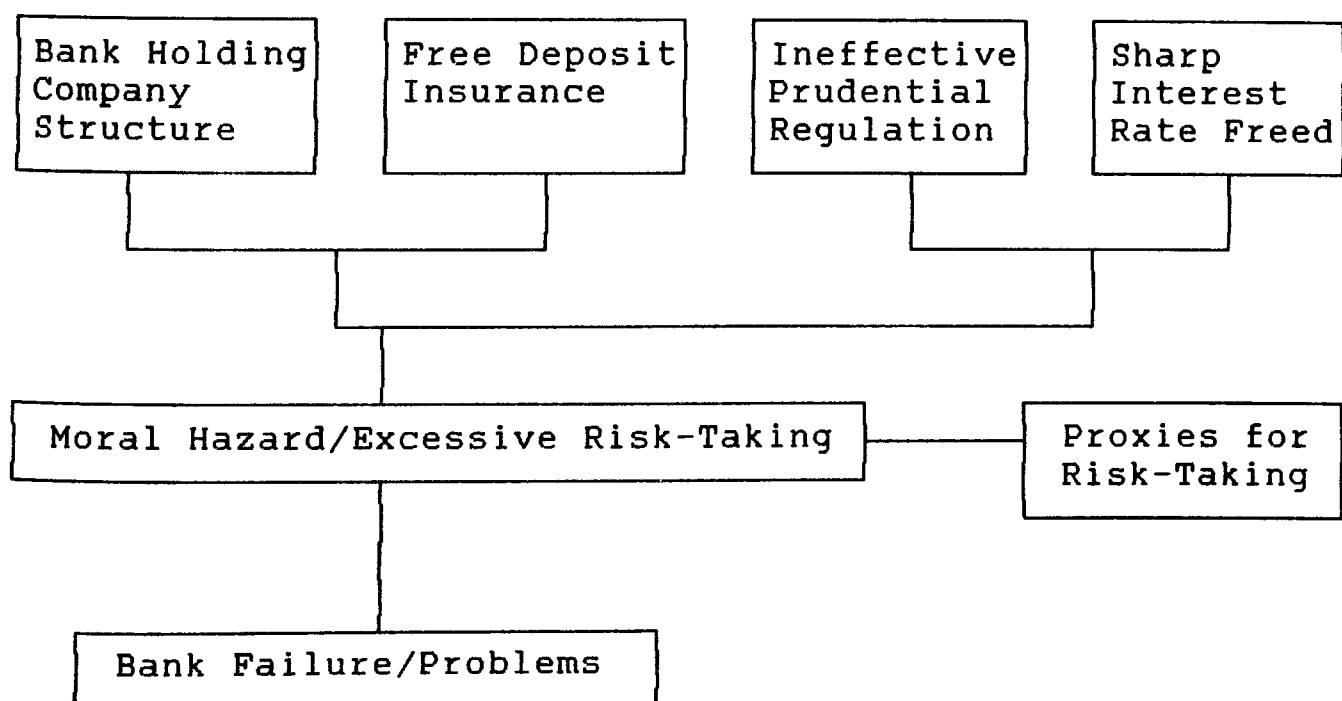 Bank Holding
Company
Structure
Free Deposit
Insurance
Ineffective
Prudential
Regulation
Sharp
Interest
Rate Freed
Moral Hazard/Excessive Risk-Taking
Proxies for
Risk-Taking
Bank Failure/Problems